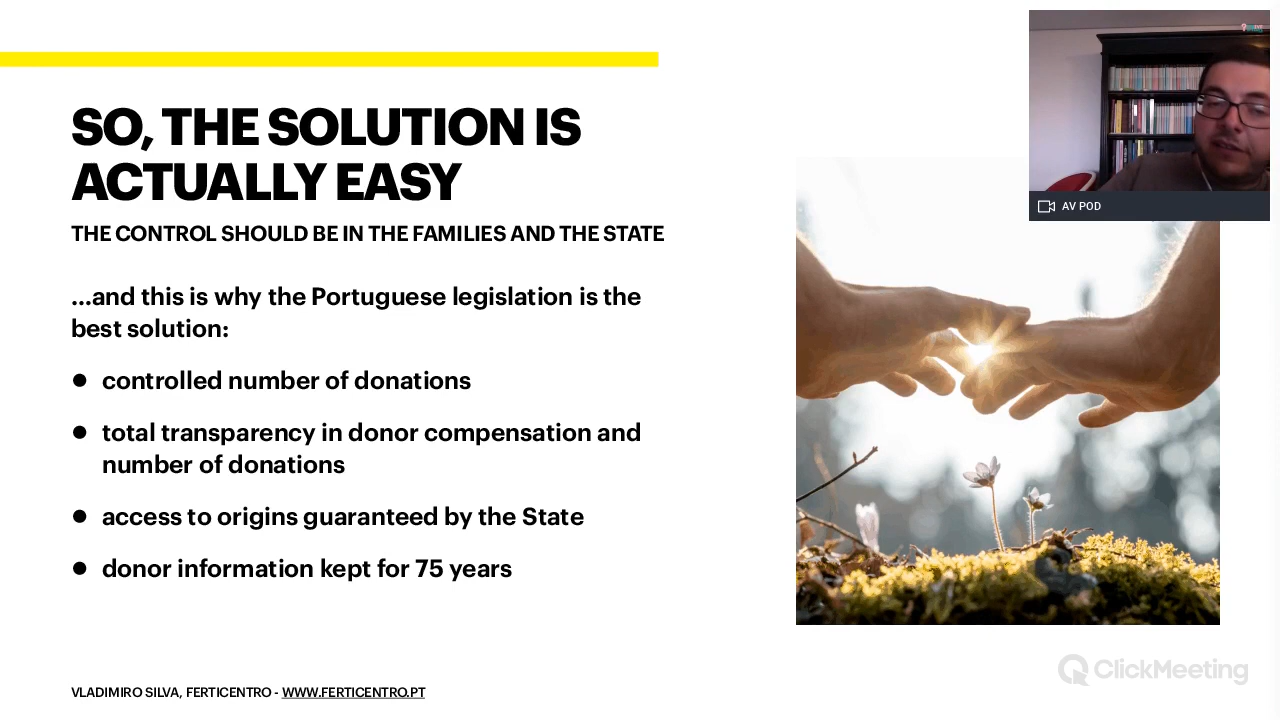 SO, THE SOLUTION IS
ACTUALLY EASY
THE CONTROL SHOULD BE IN THE FAMILIES AND THE STATE
...and this is why the Portuguese legislation is the
best solution:
● controlled number of donations
● total transparency in donor compensation and
number of donations
● access to origins guaranteed by the State
● donor information kept for 75 years
VLADIMIRO SILVA, FERTICENTRO - WWW.FERTICENTRO.PT
AV POD
ClickMeeting